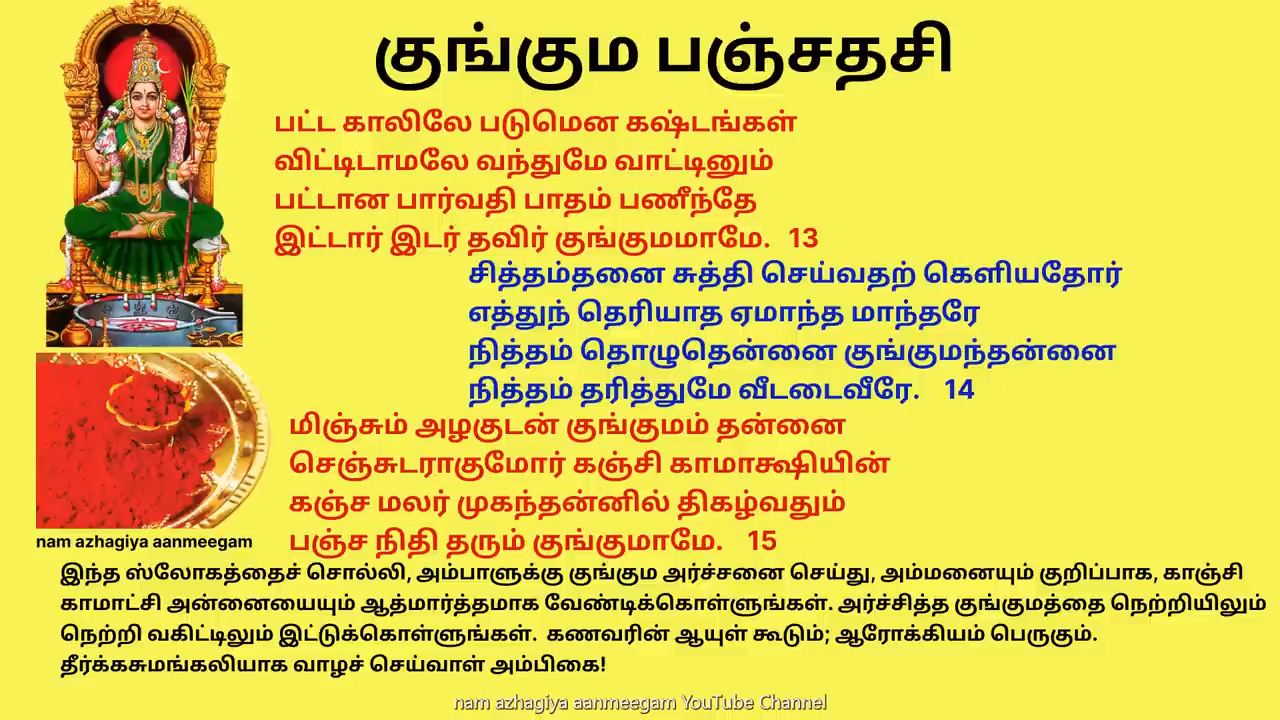 குங்கும பஞ்சதசி
பட்ட காலிலே படுமென கஷ்டங்கள்
விட்டிடாமலே வந்துமே வாட்டினும்
பட்டான பார்வதி பாதம் பணீந்தே
இட்டார் இடர் தவிர் குங்குமமாமே. 13
சித்தம்தனை சுத்தி செய்வதற் கெளியதோர்
எத்துந் தெரியாத ஏமாந்த மாந்தரே
நித்தம் தொழுதென்னை குங்குமந்தன்னை
நித்தம் தரித்துமே வீடடைவீரே. 14
மிஞ்சும் அழகுடன் குங்குமம் தன்னை
செஞ்சுடராகுமோர் கஞ்சி காமாக்ஷியின்
கஞ்ச மலர் முகந்தன்னில் திகழ்வதும்
பஞ்ச நிதி தரும் குங்குமாமே. 15
nam azhagiya aanmeegam
இந்த ஸ்லோகத்தைச் சொல்லி, அம்பாளுக்கு குங்கும அர்ச்சனை செய்து, அம்மனையும் குறிப்பாக, காஞ்சி
காமாட்சி அன்னையையும் ஆத்மார்த்தமாக வேண்டிக்கொள்ளுங்கள். அர்ச்சித்த குங்குமத்தை நெற்றியிலும்
நெற்றி வகிட்டிலும் இட்டுக்கொள்ளுங்கள். கணவரின் ஆயுள் கூடும்; ஆரோக்கியம் பெருகும்.
தீர்க்கசுமங்கலியாக வாழச் செய்வாள் அம்பிகை!
nam azhagiya aanmeegam YouTube Channel